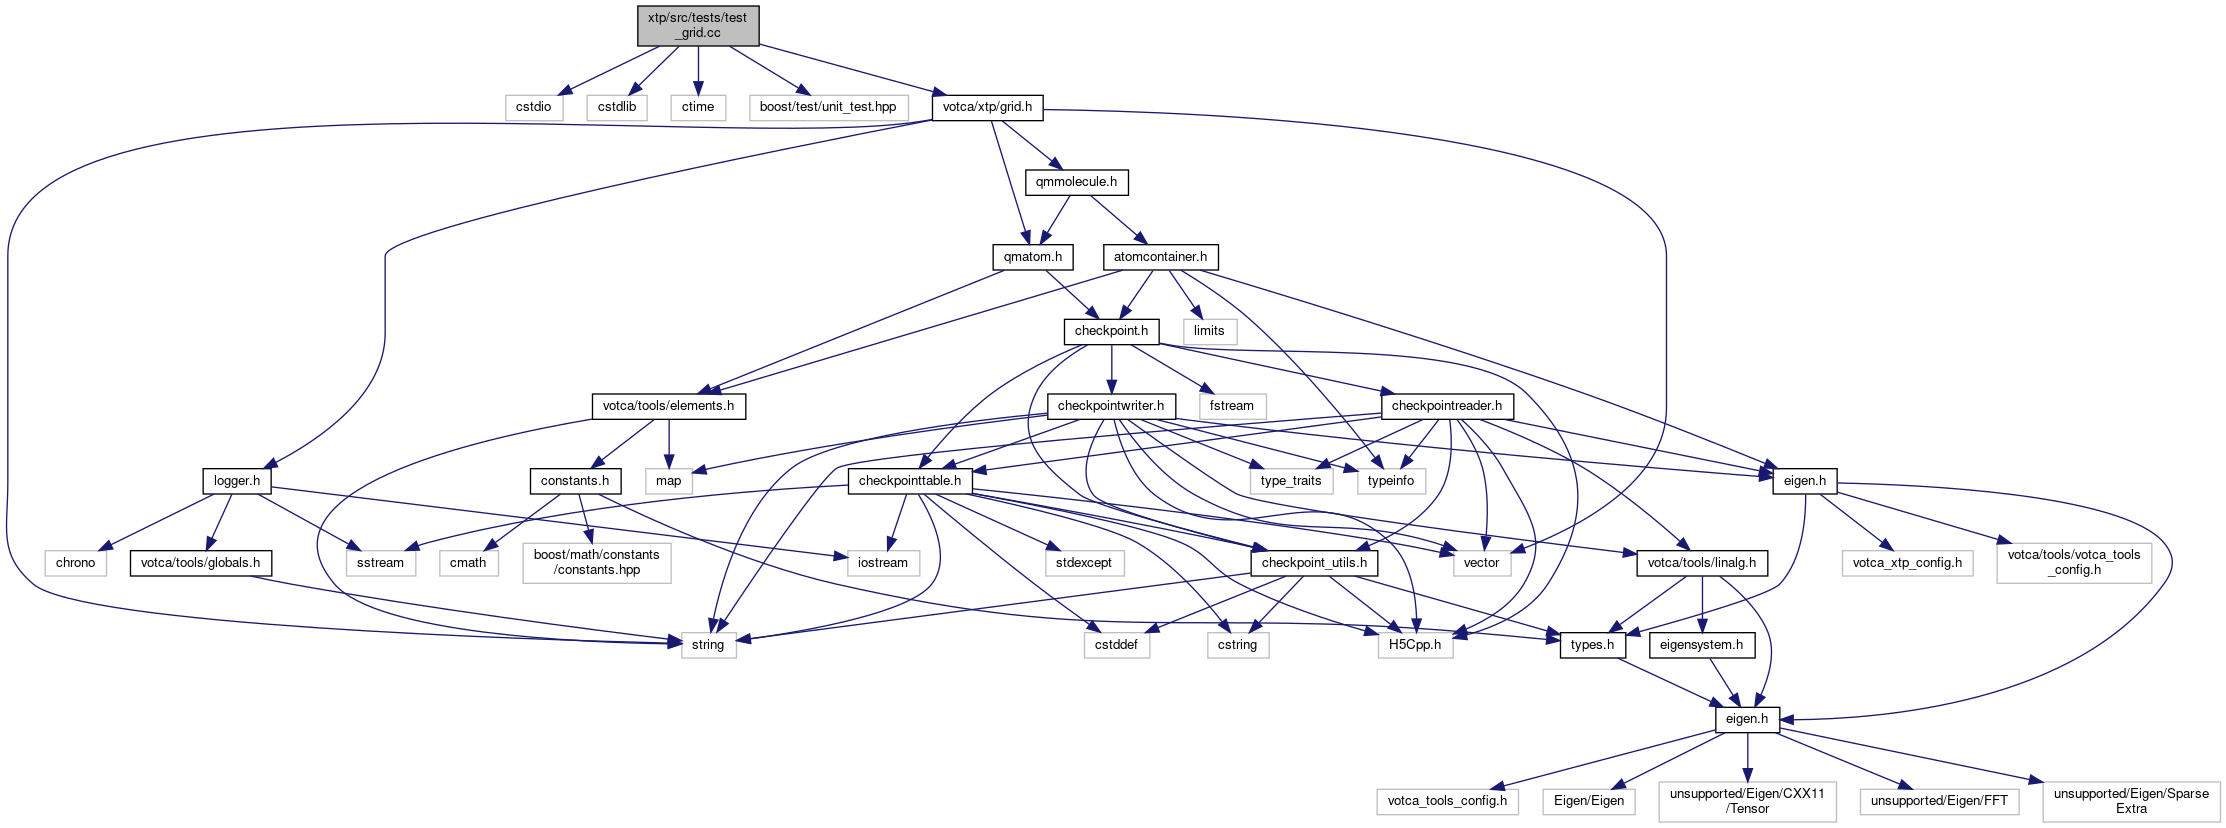 xtp/src/tests/test
_grid.cc
cstdio
cstdlib
ctime
boost/test/unit_test.hpp
votca/xtp/grid.h
qmmolecule.h
qmatom.h
atomcontainer.h
checkpoint.h
limits
votca/tools/elements.h
checkpointwriter.h
fstream
checkpointreader.h
logger.h
constants.h
map
checkpointtable.h
type_traits
typeinfo
eigen.h
chrono
votca/tools/globals.h
sstream
cmath
boost/math/constants
/constants.hpp
iostream
stdexcept
checkpoint_utils.h
vector
votca/tools/linalg.h
votca_xtp_config.h
votca/tools/votca_tools
_config.h
string
cstddef
cstring
H5Cpp.h
types.h
eigensystem.h
eigen.h
votca_tools_config.h
Eigen/Eigen
unsupported/Eigen/CXX11
/Tensor
unsupported/Eigen/FFT
unsupported/Eigen/Sparse
Extra